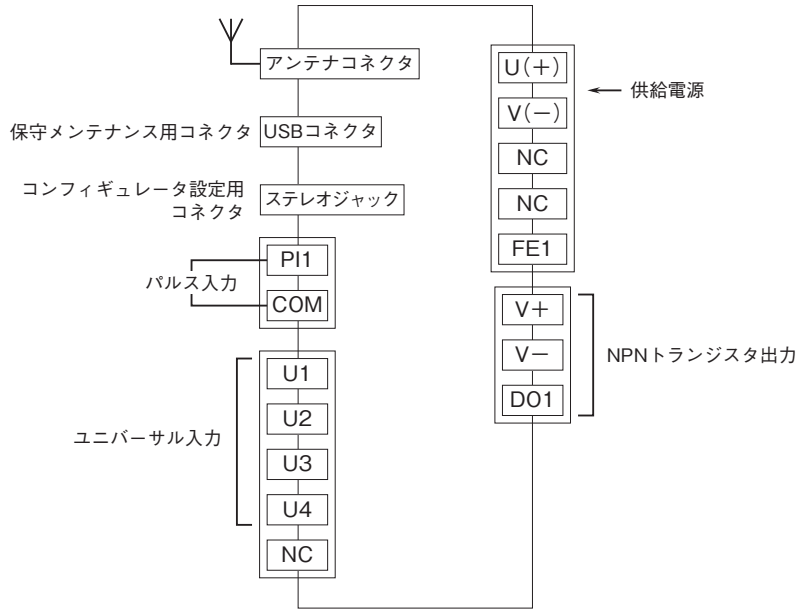 アンテナコネクタ
保守メンテナンス用コネクタ
USBコネクタ
コンフィギュレータ設定用
コネクタ
ステレオジャック
パルス入力
PI1
COM
ユニバーサル入力
U1
U2
U3
U4
NC
U(＋)
V(－)
NC
NC
FE1
供給電源
V＋
V－
DO1
NPNトランジスタ出力